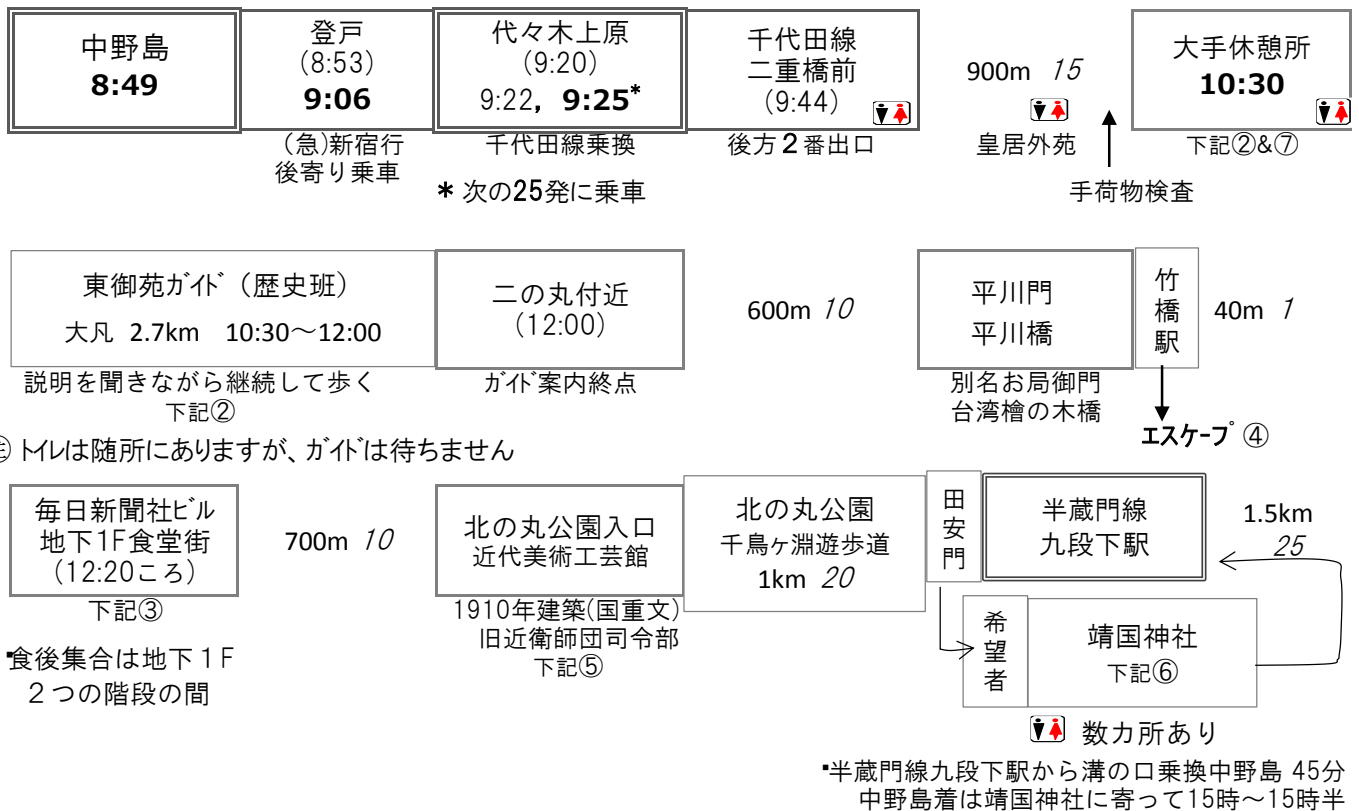 中野島
8:49
登戸
(8:53)
9:06
(急)新宿行
後寄り乗車
代々木上原
(9:20)
9:22, 9:25*
千代田線乗換
* 次の25発に乗車
千代田線
二重橋前
(9:44)
後方2番出口
900m 15
皇居外苑
手荷物検査
大手休憩所
10:30
下記②&⑦
東御苑ガイド(歴史班)
大凡 2.7km 10:30～12:00
説明を聞きながら継続して歩く
下記②
二の丸付近
(12:00)
ガイド案内終点
600m 10
平川門
平川橋
別名お局御門
台湾檜の木橋
竹橋駅
エスケープ ④
40m 1
トイレは随所にありますが、ガイドは待ちません
毎日新聞社ビル
地下1F食堂街
(12:20ころ)
下記③
▪食後集合は地下1F
2つの階段の間
700m 10
北の丸公園入口
近代美術工芸館
1910年建築(国重文)
旧近衛師団司令部
下記⑤
北の丸公園
千鳥ヶ淵遊歩道
1km 20
田安門
半蔵門線
九段下駅
1.5km
25
希望者
靖国神社
下記⑥
数カ所あり
▪半蔵門線九段下駅から溝の口乗換中野島 45分
中野島着は靖国神社に寄って15時～15時半